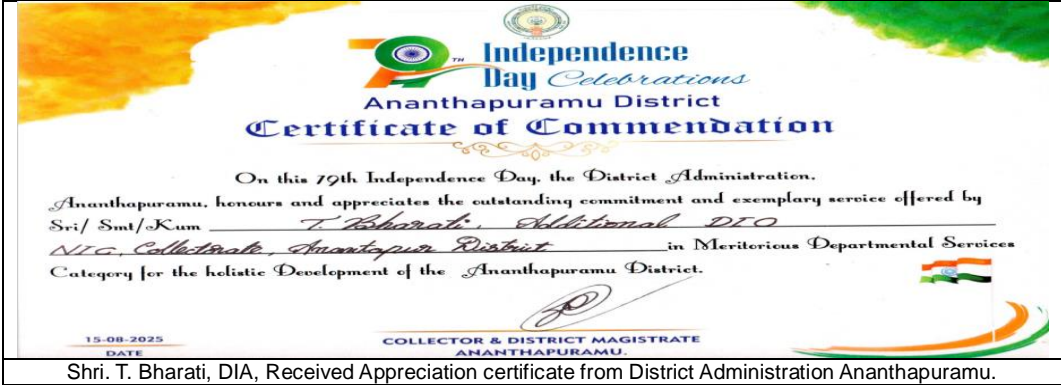 79TH Independence
Day Celebrations
Ananthapuramu District
Certificate of Commendation
On this 79th Independence Day, the District Administration,
Ananthapuramu, honours and appreciates the outstanding commitment and exemplary service offered by
Sri/ Smt/Kum T. Bharati, Additional DIO
NIC, Collectorate, Anantapur District in Meritorious Departmental Services
Category for the holistic Development of the Ananthapuramu District.
15-08-2025
DATE
COLLECTOR & DISTRICT MAGISTRATE
ANANTHAPURAMU.
Shri. T. Bharati, DIA, Received Appreciation certificate from District Administration Ananthapuramu.